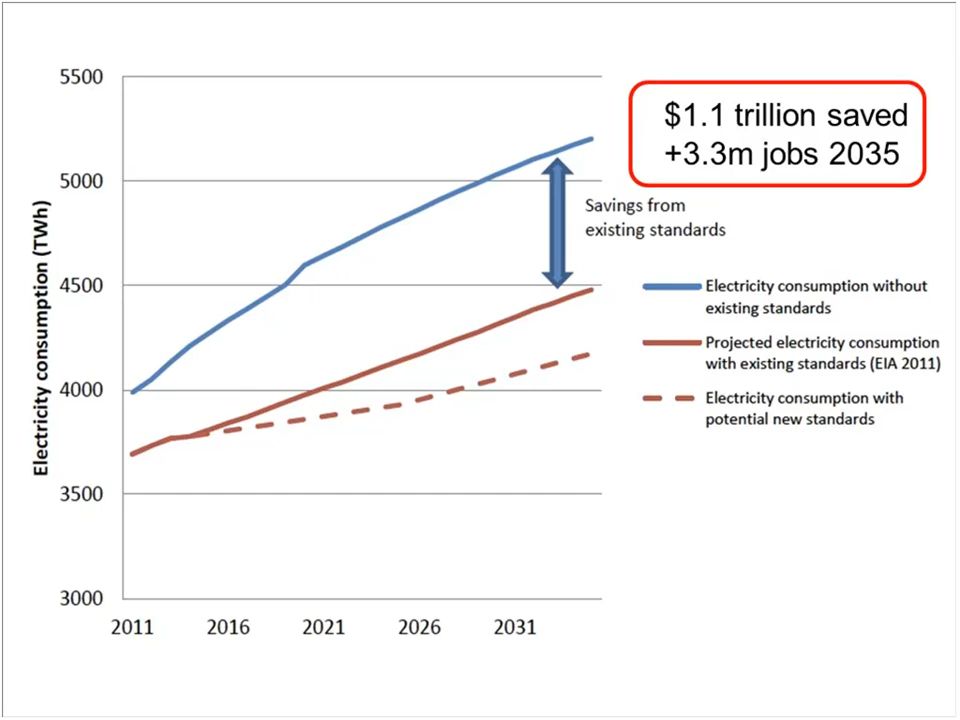 $1.1 trillion saved
+3.3m jobs 2035
5500
5000
4500
4000
3500
3000
Electricity consumption (TWh)
2011
2016
2021
2026
2031
Savings from
existing standards
Electricity consumption without
existing standards
Projected electricity consumption
with existing standards (EIA 2011)
Electricity consumption with
potential new standards